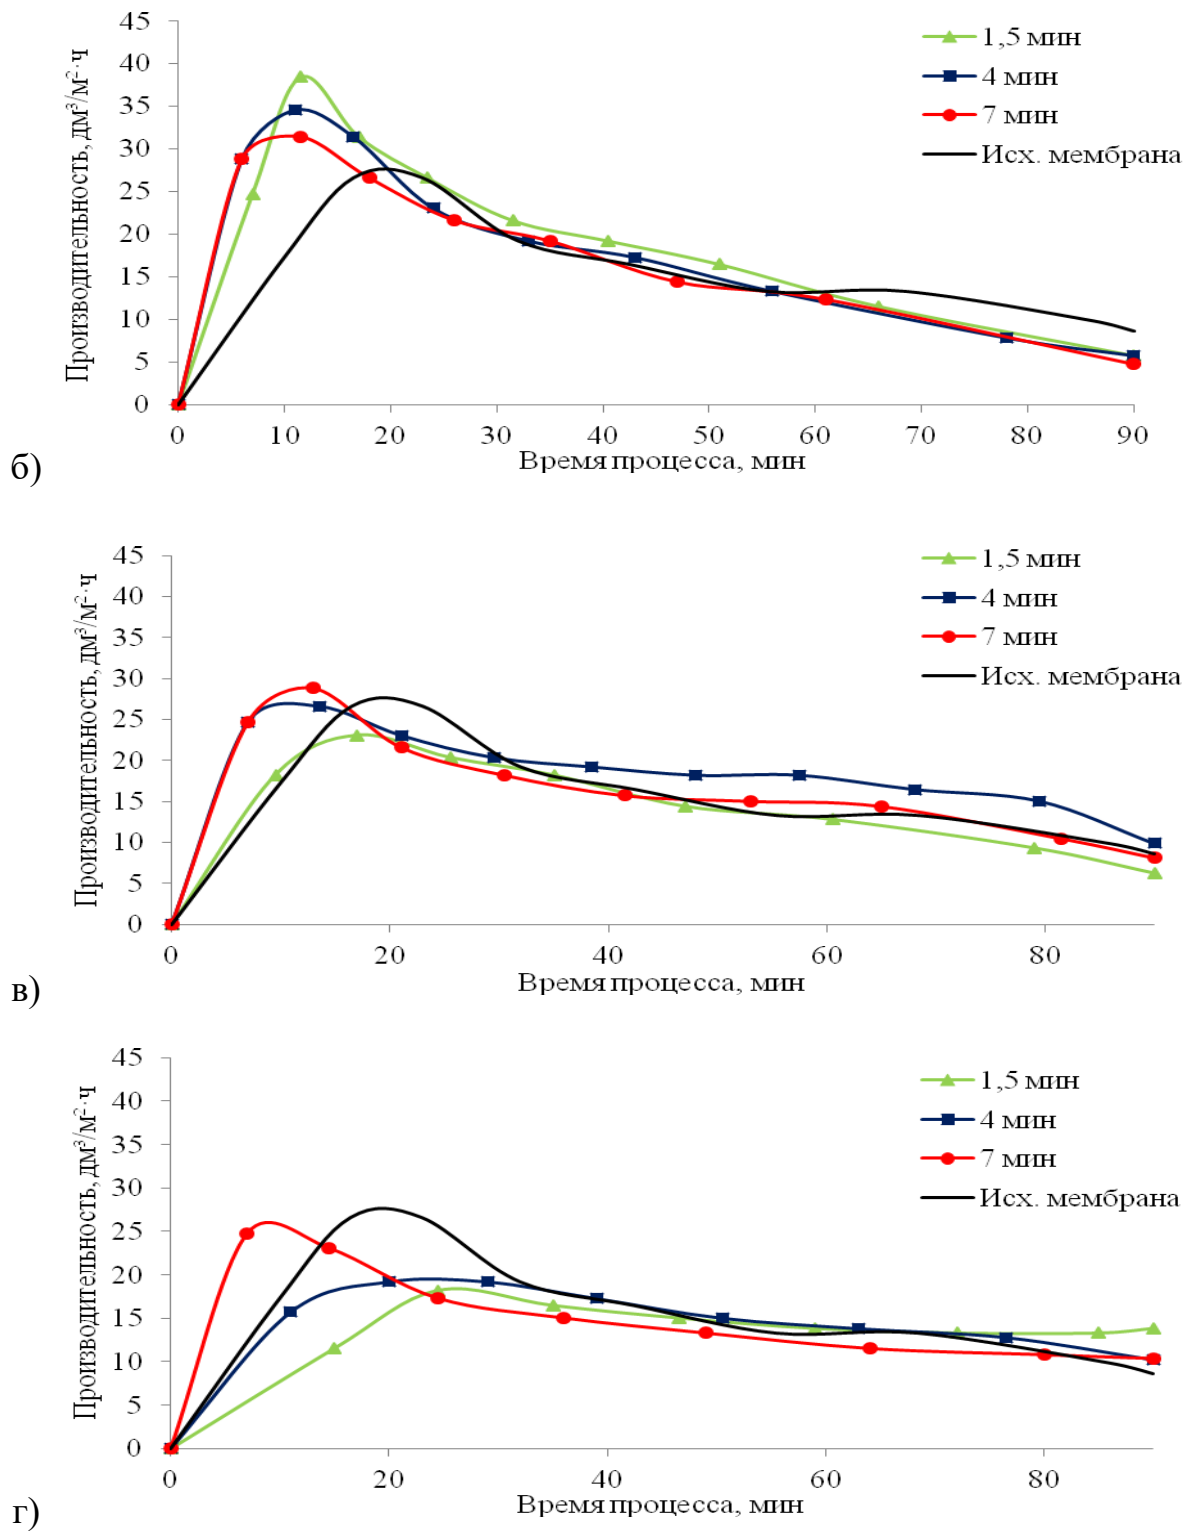 45
40
35
30
25
20
15
10
5
0
Производительность, дм³/м²·ч
1,5 мин
4 мин
7 мин
Исх. мембрана
0 10 20 30 40 50 60 70 80 90
Время процесса, мин
б)
45
40
35
30
25
20
15
10
5
0
Производительность, дм³/м²·ч
1,5 мин
4 мин
7 мин
Исх. мембрана
0 20 40 60 80
Время процесса, мин
в)
45
40
35
30
25
20
15
10
5
0
Производительность, дм³/м²·ч
1,5 мин
4 мин
7 мин
Исх. мембрана
0 20 40 60 80
Время процесса, мин
г)